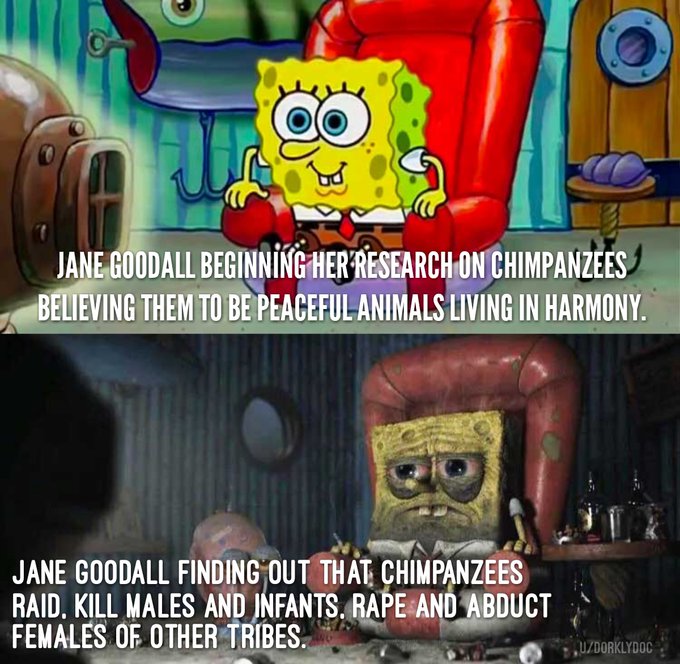 JANE GOODALL BEGINNING HER RESEARCH ON CHIMPANZEES
BELIEVING THEM TO BE PEACEFUL ANIMALS LIVING IN HARMONY.
JANE GOODALL FINDING OUT THAT CHIMPANZEES
RAID, KILL MALES AND INFANTS, RAPE AND ABDUCT
FEMALES OF OTHER TRIBES.
U/DORKLYDOC